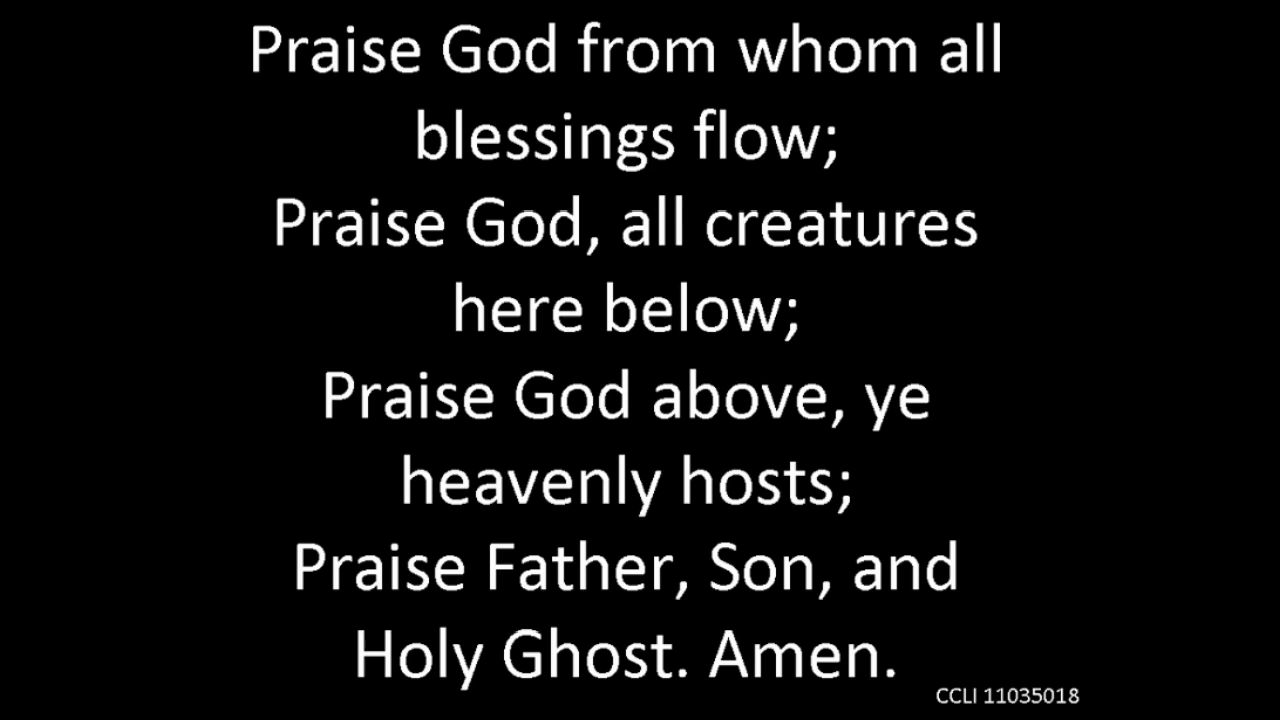 Praise God from whom all
blessings flow;
Praise God, all creatures
here below;
Praise God above, ye
heavenly hosts;
Praise Father, Son, and
Holy Ghost. Amen.
CCLI 11035018